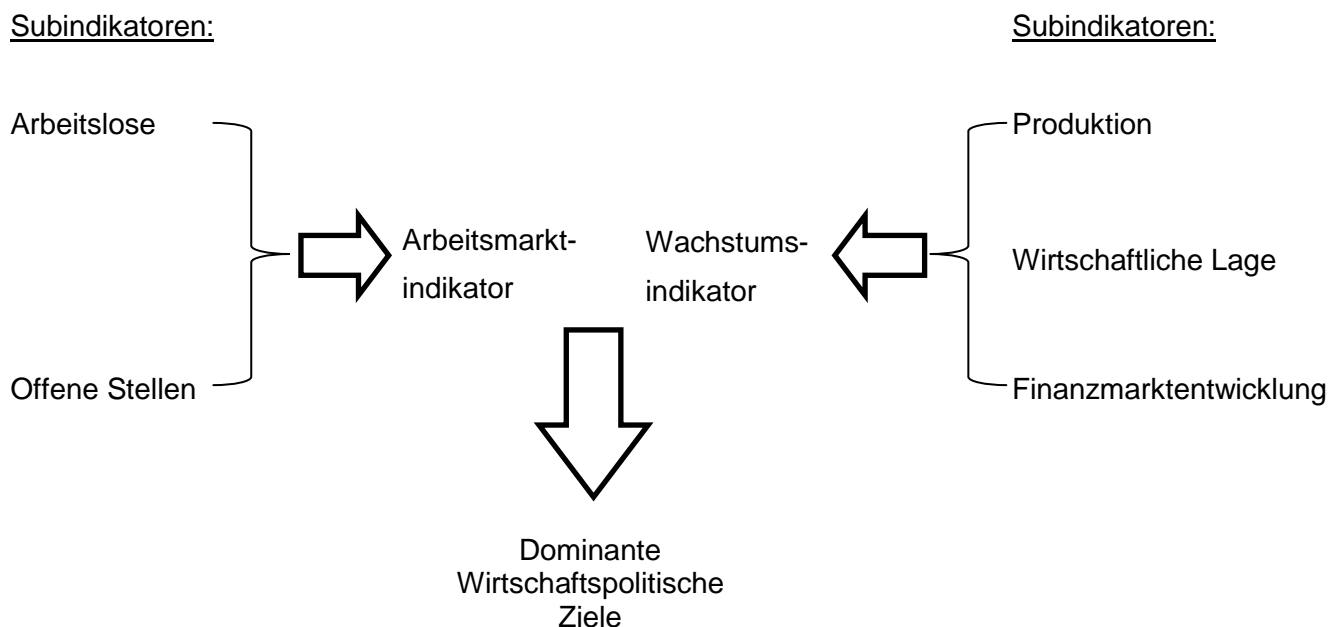 Subindikatoren:
Subindikatoren:
Arbeitslose
Produktion
Arbeitsmarkt-
indikator
Wachstums-
indikator
Wirtschaftliche Lage
Offene Stellen
Finanzmarktentwicklung
Dominante
Wirtschaftspolitische
Ziele